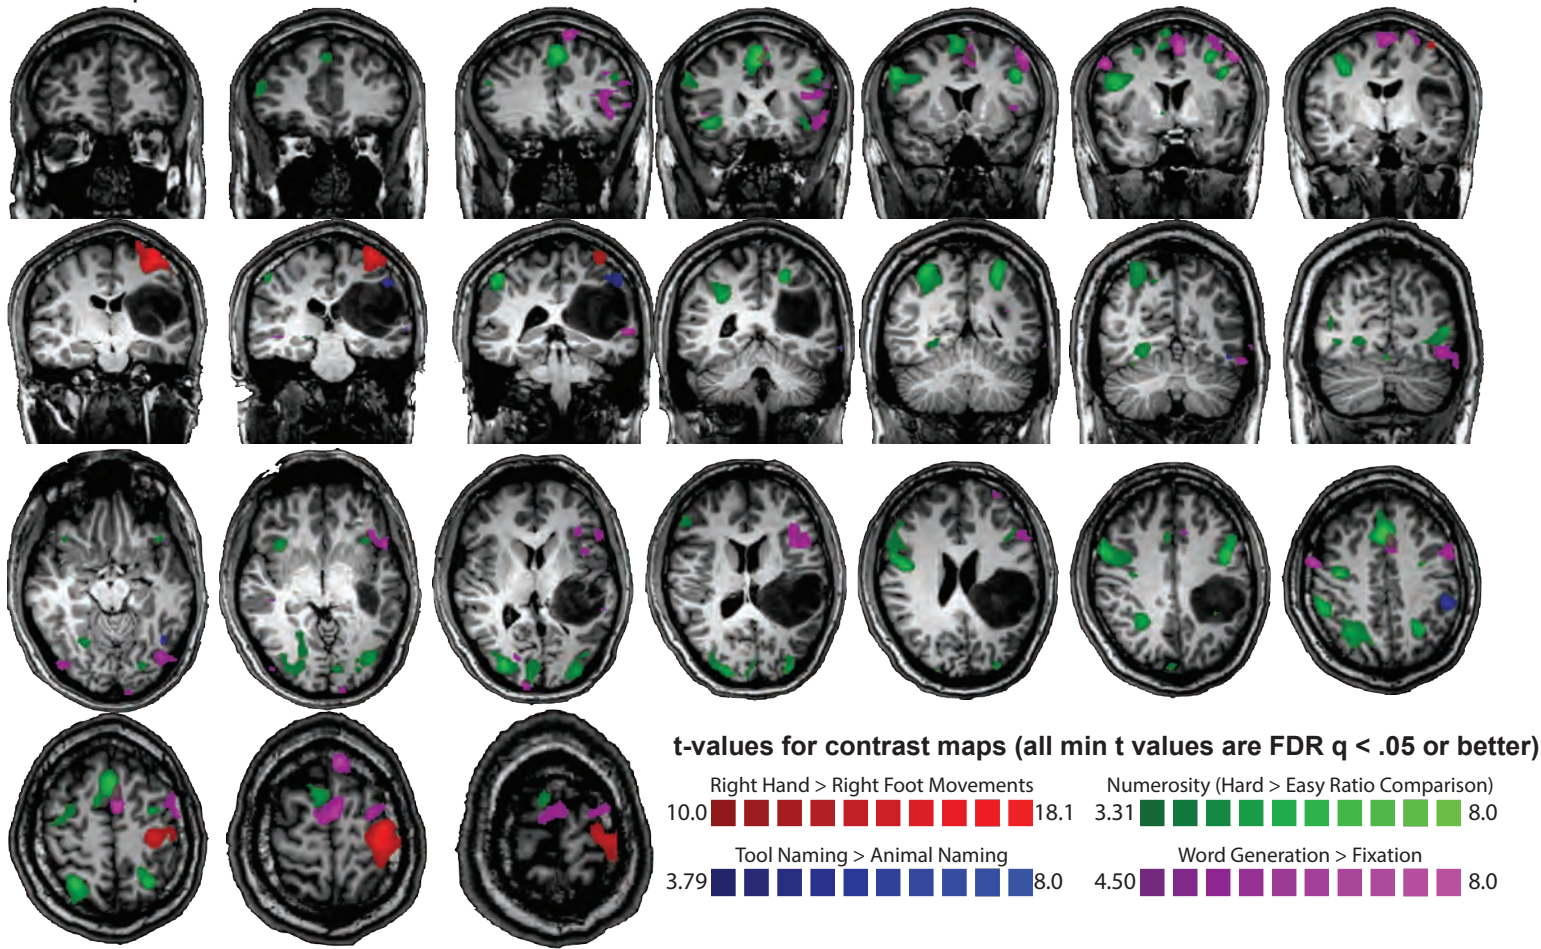 t-values for contrast maps (all min t values are FDR q < .05 or better)
Right Hand > Right Foot Movements
10.0 18.1
Numerosity (Hard > Easy Ratio Comparison)
3.31 8.0
Tool Naming > Animal Naming
3.79 8.0
Word Generation > Fixation
4.50 8.0